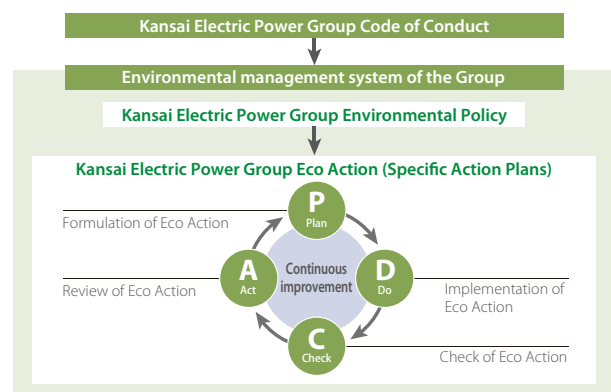 Kansai Electric Power Group Code of Conduct
Environmental management system of the Group
Kansai Electric Power Group Environmental Policy
Kansai Electric Power Group Eco Action (Specific Action Plans)
P
Plan
Formulation of Eco Action
A
Act
Continuous
improvement
D
Do
Review of Eco Action
Implementation of
Eco Action
C
Check
Check of Eco Action